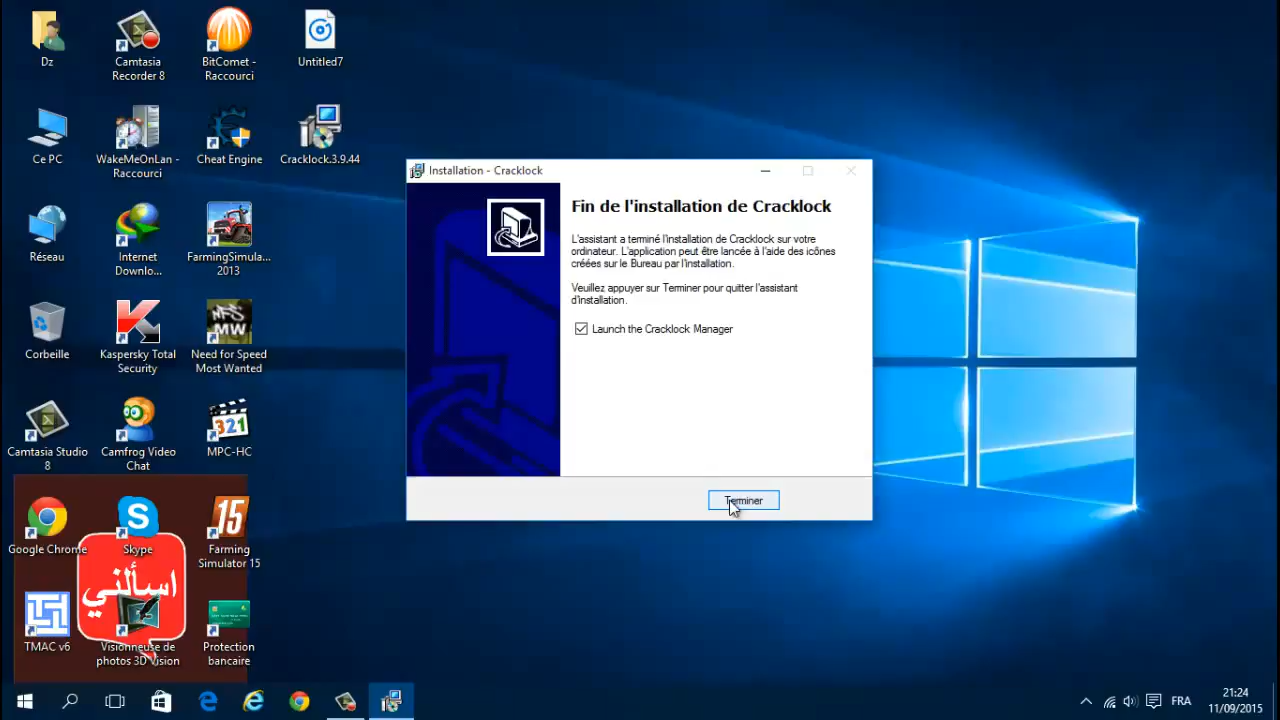 Dz
Camtasia
Recorder 8
BitComet -
Raccourci
Untitled7
Ce PC
WakeMeOnLan -
Raccourci
Cheat Engine
Cracklock.3.9.44
Réseau
Internet
Downlo...
FarmingSimula...
2013
Corbeille
Kaspersky Total
Security
NFS
MW
Need for Speed
Most Wanted
Camtasia Studio
8
Camfrog Video
Chat
321
MPC-HC
Google Chrome
Skype
15
Farming
Simulator 15
اسألني
TMAC v6
Visionneuse de
photos 3D Vision
Protection
bancaire
Installation - Cracklock
Fin de l'installation de Cracklock
L'assistant a terminé l'installation de Cracklock sur votre
ordinateur. L'application peut être lancée à l'aide des icônes
créées sur le Bureau par l'installation.
Veuillez appuyer sur Terminer pour quitter l'assistant
d'installation.
Launch the Cracklock Manager
Terminer
FRA
21:24
11/09/2015